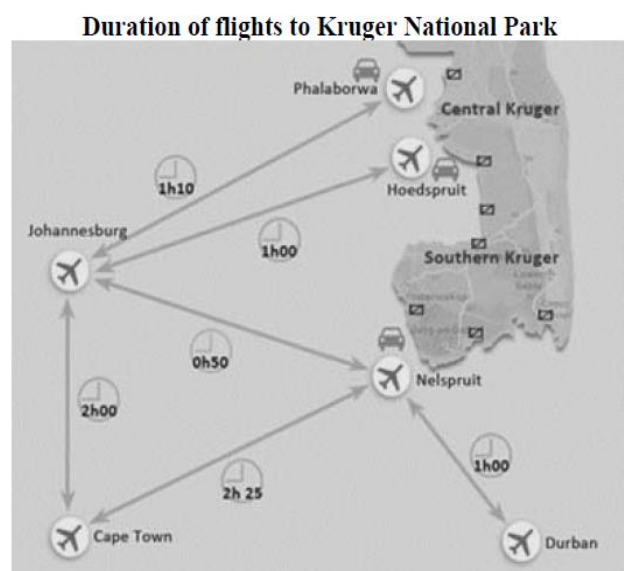 Duration of flights to Kruger National Park
Phalaborwa
Central Kruger
1h10
Hoedspruit
Johannesburg
1h00
Southern Kruger
0h50
Nelspruit
2h00
1h00
2h 25
Cape Town
Durban